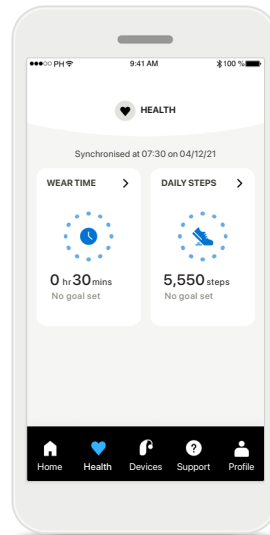 PH 9:41 AM 100 %
HEALTH
Synchronised at 07:30 on 04/12/21
WEAR TIME
DAILY STEPS
0 hr 30 mins
No goal set
5,550 steps
No goal set
Home Health Devices Support Profile